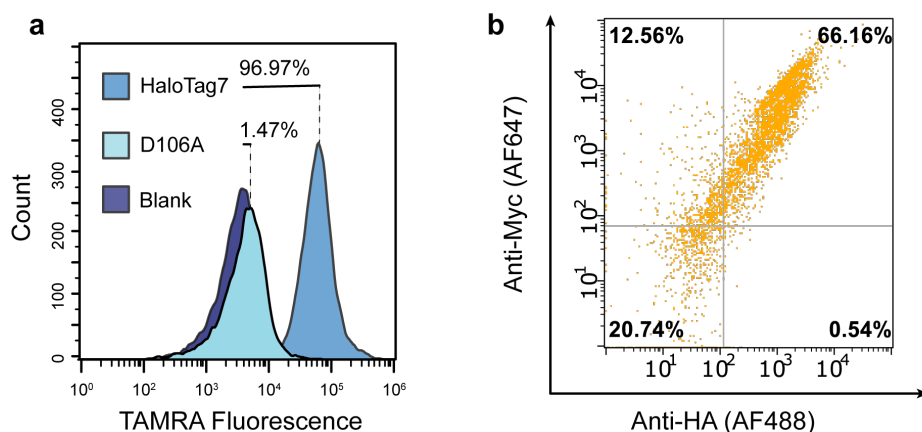 a
Count
0
100
200
300
400
HaloTag7
D106A
Blank
96.97%
1.47%
10⁰
10²
10³
10⁴
10⁵
10⁶
TAMRA Fluorescence
b
Anti-Myc (AF647)
10⁴
10³
10²
10¹
12.56%
66.16%
20.74%
0.54%
10¹
10²
10³
10⁴
Anti-HA (AF488)